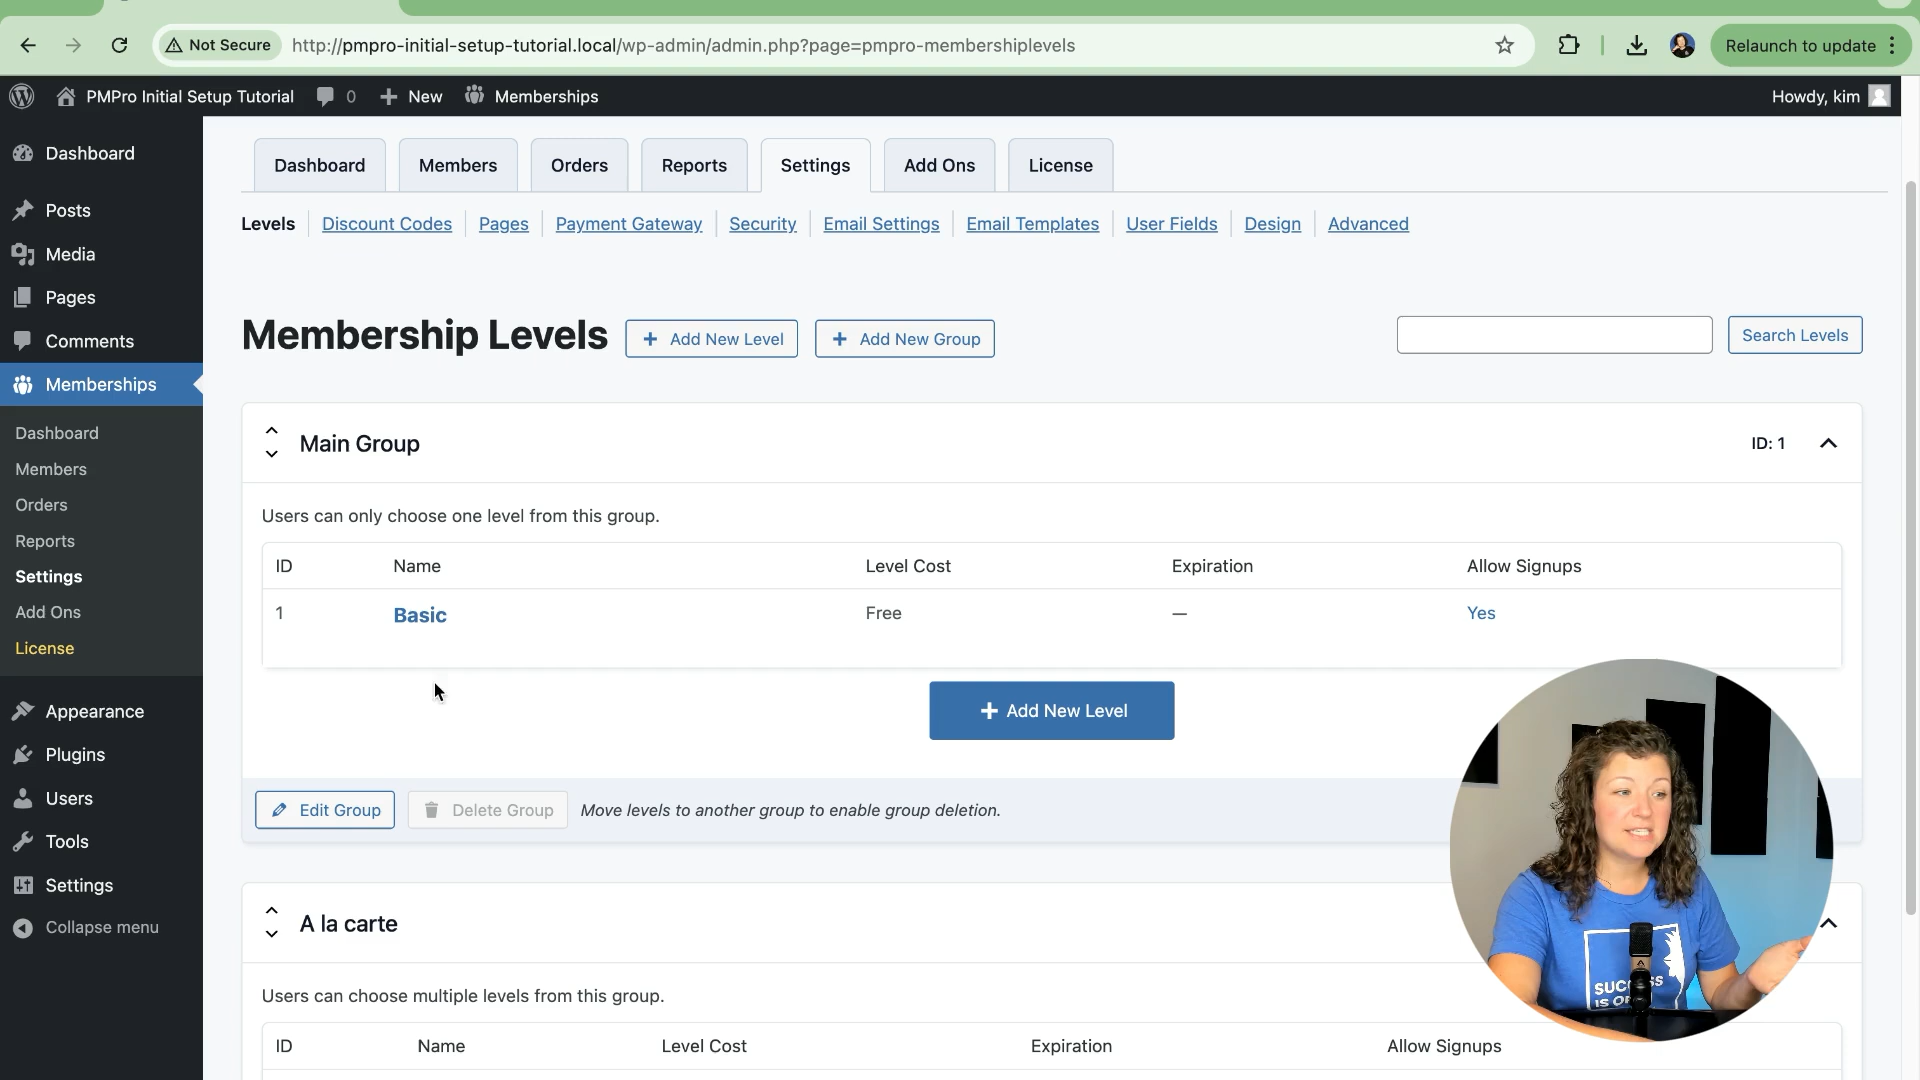 Not Secure
http://pmpro-initial-setup-tutorial.local/wp-admin/admin.php?page=pmpro-membershiplevels
Relaunch to update
PMPro Initial Setup Tutorial
0
New
Memberships
Howdy, kim
Dashboard
Posts
Media
Pages
Comments
Memberships
Dashboard
Members
Orders
Reports
Settings
Add Ons
License
Appearance
Plugins
Users
Tools
Settings
Collapse menu
Dashboard
Members
Orders
Reports
Settings
Add Ons
License
Levels
Discount Codes
Pages
Payment Gateway
Security
Email Settings
Email Templates
User Fields
Design
Advanced
Membership Levels
Add New Level
Add New Group
Search Levels
Main Group
ID: 1
Users can only choose one level from this group.
ID Name Level Cost Expiration Allow Signups
1 Basic Free — Yes
Add New Level
Edit Group
Delete Group
Move levels to another group to enable group deletion.
A la carte
Users can choose multiple levels from this group.
ID Name Level Cost Expiration Allow Signups